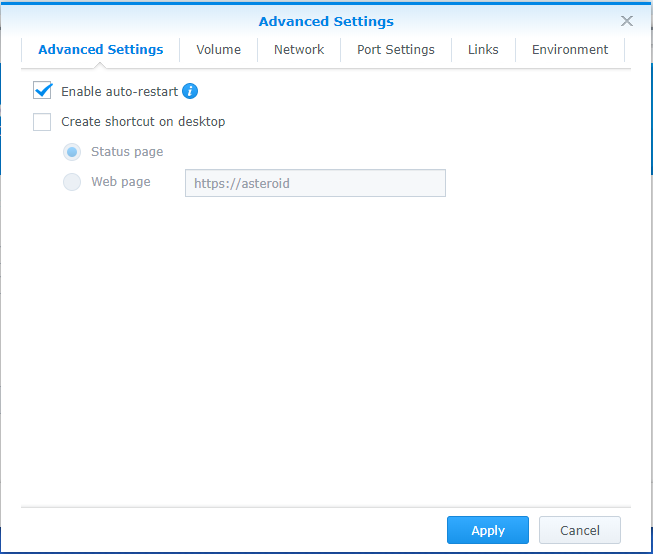 Advanced Settings
Advanced Settings Volume Network Port Settings Links Environment
Enable auto-restart i
Create shortcut on desktop
Status page
Web page https://asteroid
Apply Cancel